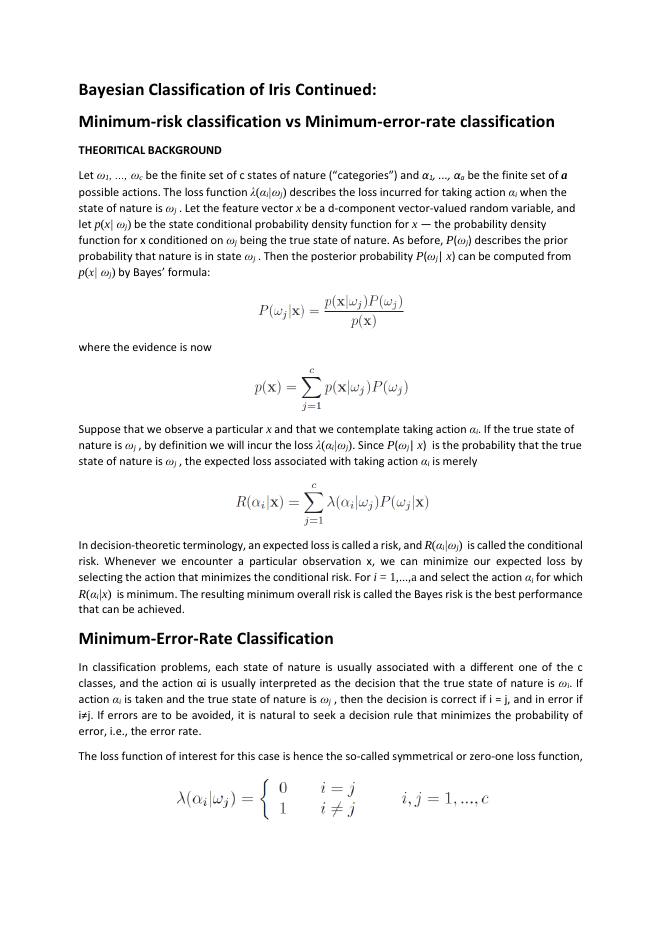 Bayesian Classification of Iris Continued:
Minimum-risk classification vs Minimum-error-rate classification
THEORITICAL BACKGROUND
Let ω₁, ..., ω꜀ be the finite set of c states of nature (“categories”) and α₁, ..., αₐ be the finite set of a
possible actions. The loss function λ(αᵢ|ωⱼ) describes the loss incurred for taking action αᵢ when the
state of nature is ωⱼ . Let the feature vector x be a d-component vector-valued random variable, and
let p(x| ωⱼ) be the state conditional probability density function for x — the probability density
function for x conditioned on ωⱼ being the true state of nature. As before, P(ωⱼ) describes the prior
probability that nature is in state ωⱼ . Then the posterior probability P(ωⱼ| x) can be computed from
p(x| ωⱼ) by Bayes’ formula:
P(ωⱼ|x) = p(x|ωⱼ)P(ωⱼ) / p(x)
where the evidence is now
p(x) = ∑_{j=1}^{c} p(x|ωⱼ)P(ωⱼ)
Suppose that we observe a particular x and that we contemplate taking action αᵢ. If the true state of
nature is ωⱼ , by definition we will incur the loss λ(αᵢ|ωⱼ). Since P(ωⱼ| x) is the probability that the true
state of nature is ωⱼ , the expected loss associated with taking action αᵢ is merely
R(αᵢ|x) = ∑_{j=1}^{c} λ(αᵢ|ωⱼ)P(ωⱼ|x)
In decision-theoretic terminology, an expected loss is called a risk, and R(αᵢ|ωⱼ) is called the conditional
risk. Whenever we encounter a particular observation x, we can minimize our expected loss by
selecting the action that minimizes the conditional risk. For i = 1,...,a and select the action αᵢ for which
R(αᵢ|x) is minimum. The resulting minimum overall risk is called the Bayes risk is the best performance
that can be achieved.
Minimum-Error-Rate Classification
In classification problems, each state of nature is usually associated with a different one of the c
classes, and the action αi is usually interpreted as the decision that the true state of nature is ωᵢ. If
action αᵢ is taken and the true state of nature is ωⱼ , then the decision is correct if i = j, and in error if
i≠j. If errors are to be avoided, it is natural to seek a decision rule that minimizes the probability of
error, i.e., the error rate.
The loss function of interest for this case is hence the so-called symmetrical or zero-one loss function,
λ(αᵢ|ωⱼ) = { 0 i = j
1 i ≠ j i, j = 1, ..., c